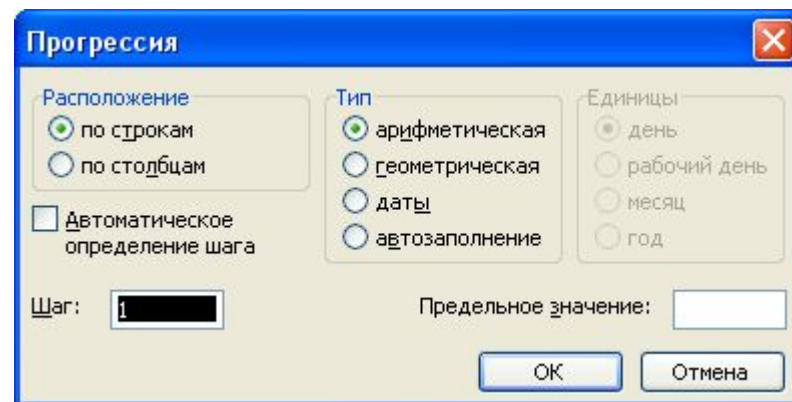 Прогрессия
Расположение
по строкам
по столбцам
Автоматическое
определение шага
Тип
арифметическая
геометрическая
даты
автозаполнение
Единицы
день
рабочий день
месяц
год
Шаг: 1
Предельное значение:
ОК
Отмена